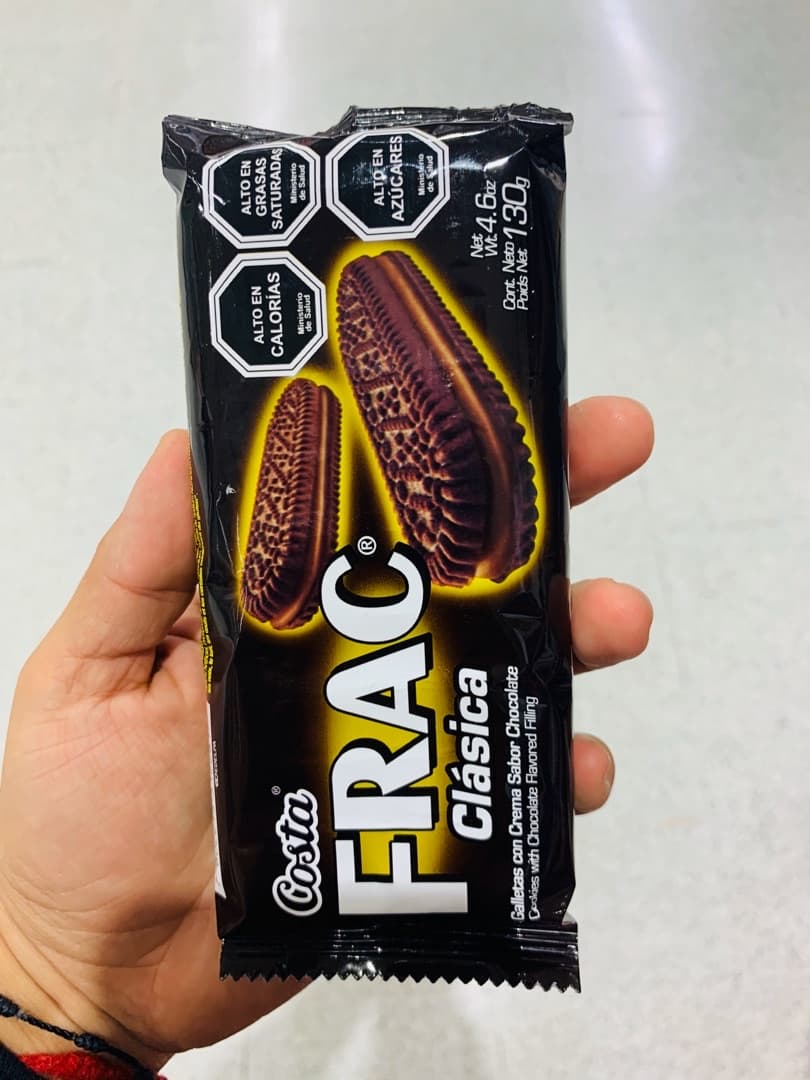 Costa®
FRAC®
Clásica
Galletas con Crema Sabor Chocolate
Cookies with Chocolate Flavored Filling
ALTO EN
GRASAS
SATURADAS
Ministerio
de Salud
ALTO EN
AZÚCARES
Ministerio
de Salud
ALTO EN
CALORÍAS
Ministerio
de Salud
Net
Wt. 4.6oz
Cont. Neto
Poids Net 130g